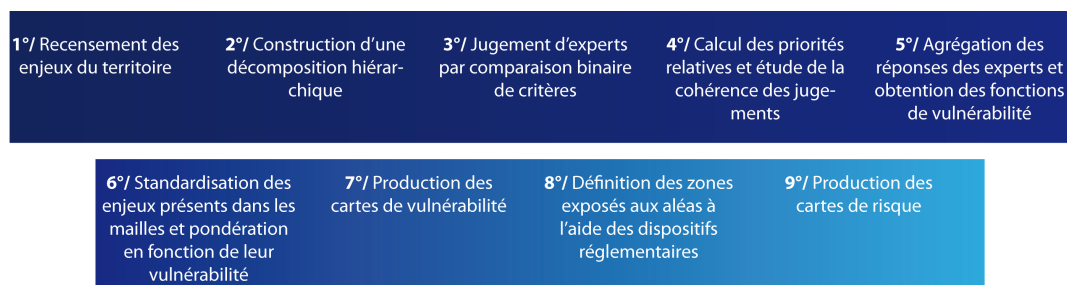 1°/ Recensement des
enjeux du territoire
2°/ Construction d'une
décomposition hiérar-
chique
3°/ Jugement d'experts
par comparaison binaire
de critères
4°/ Calcul des priorités
relatives et étude de la
cohérence des juge-
ments
5°/ Agrégation des
réponses des experts et
obtention des fonctions
de vulnérabilité
6°/ Standardisation des
enjeux présents dans les
mailles et pondération
en fonction de leur
vulnérabilité
7°/ Production des
cartes de vulnérabilité
8°/ Définition des zones
exposés aux aléas à
l'aide des dispositifs
réglementaires
9°/ Production des
cartes de risque